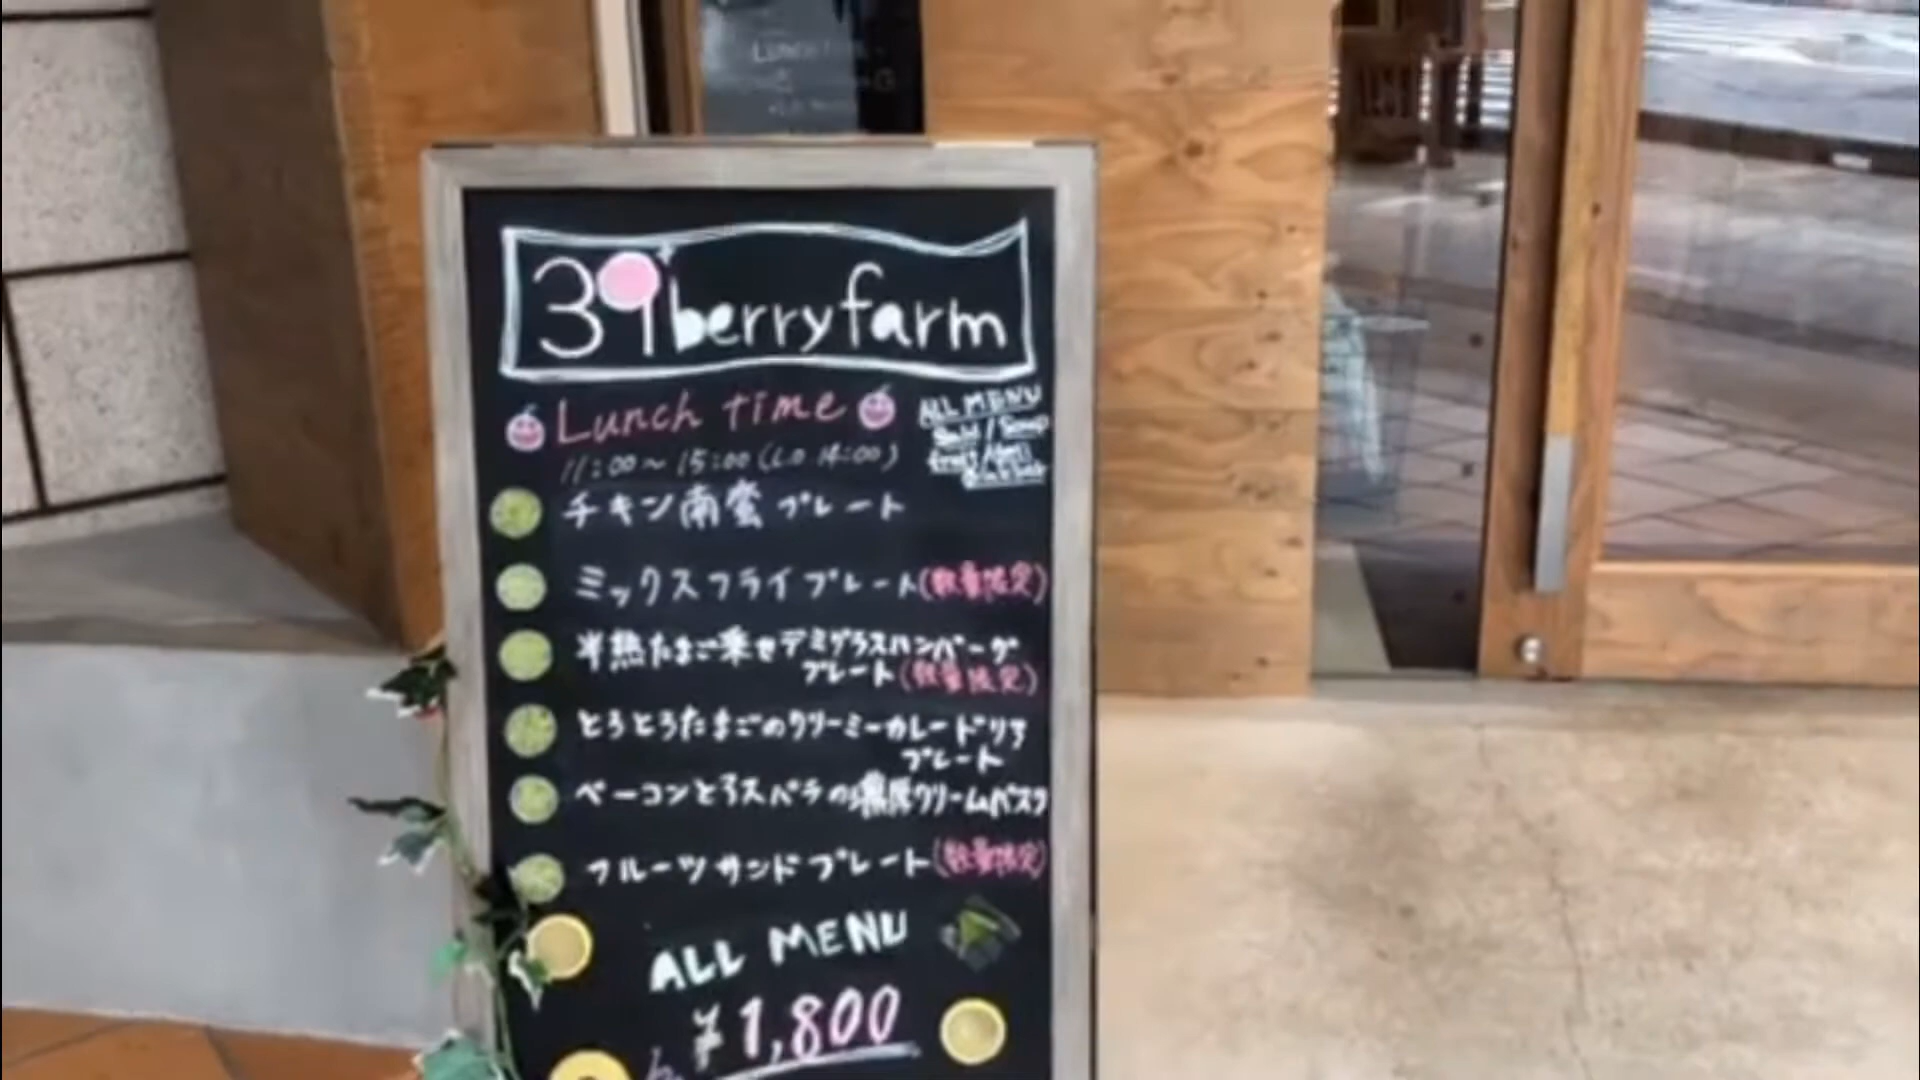 39berryfarm
Lunch time
11:00～15:00(L.O 14:00)
ALL MENU
チキン南蛮プレート
ミックスフライプレート(数量限定)
半熟たまご乗せデミグラスハンバーグ
プレート(数量限定)
とろとろたまごのクリーミーカレードリア
プレート
ベーコンとろスパラの濃厚クリームパスタ
フルーツサンドプレート(数量限定)
ALL MENU
¥1,800